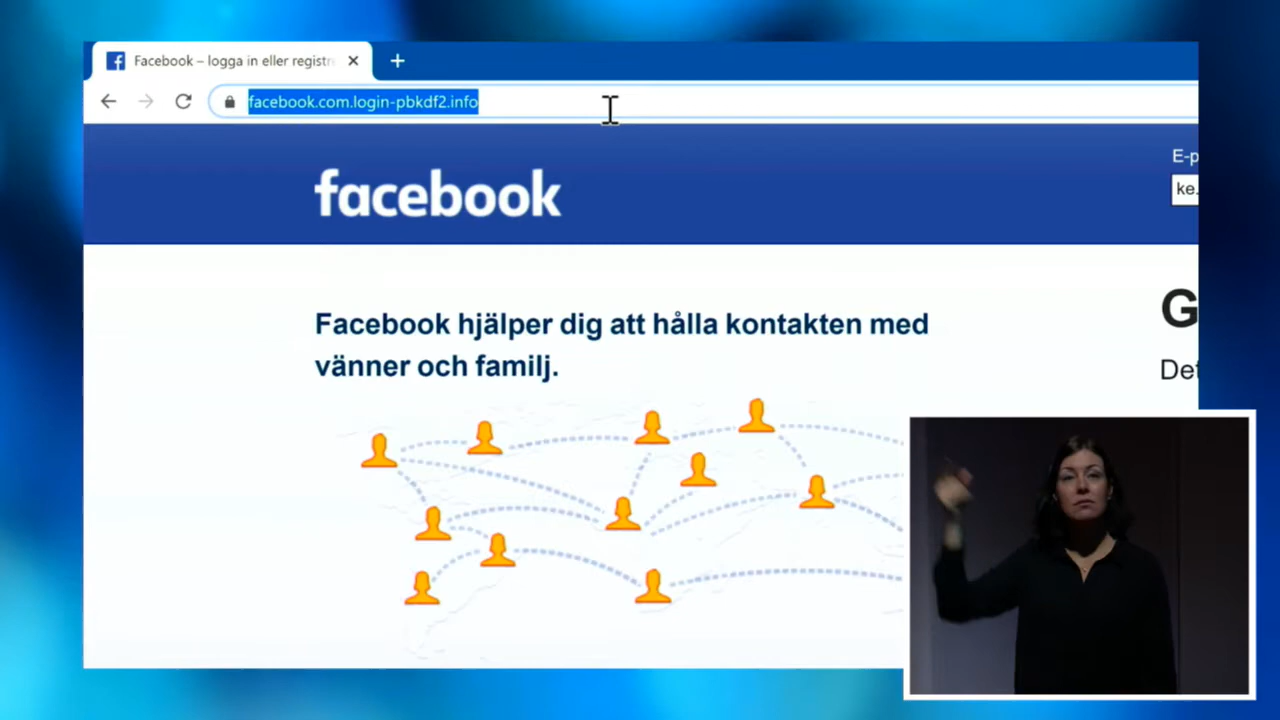 Facebook – logga in eller registre
facebook.com.login-pbkdf2.info
E-p
facebook
ke.
Facebook hjälper dig att hålla kontakten med
vänner och familj.
G
Det